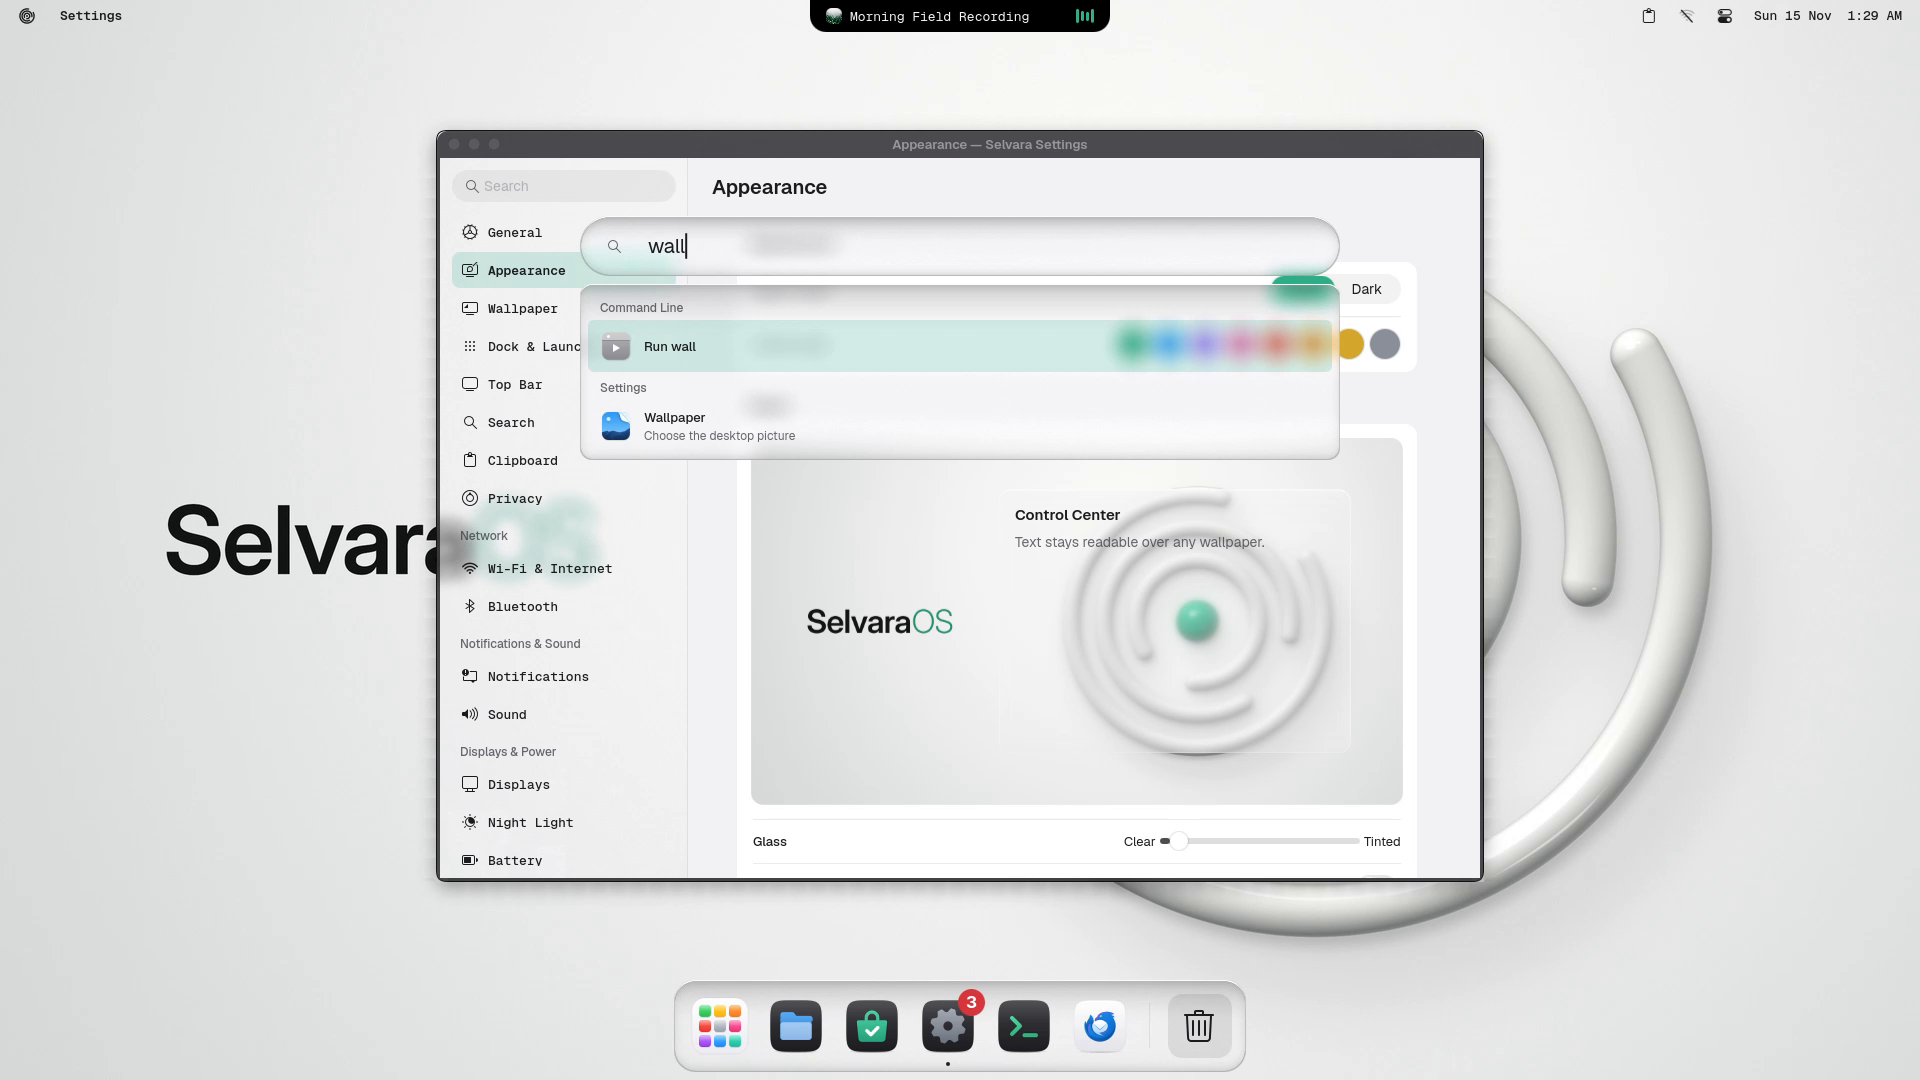 Settings
Morning Field Recording
Sun 15 Nov 1:29 AM
Appearance — Selvara Settings
Search
General
Appearance
Wallpaper
Dock & Launc
Top Bar
Search
Clipboard
Privacy
Network
Wi-Fi & Internet
Bluetooth
Notifications & Sound
Notifications
Sound
Displays & Power
Displays
Night Light
Battery
Appearance
wall
Command Line
Run wall
Settings
Wallpaper
Choose the desktop picture
Dark
Control Center
Text stays readable over any wallpaper.
SelvaraOS
Glass
Clear
Tinted
SelvaraOS
3